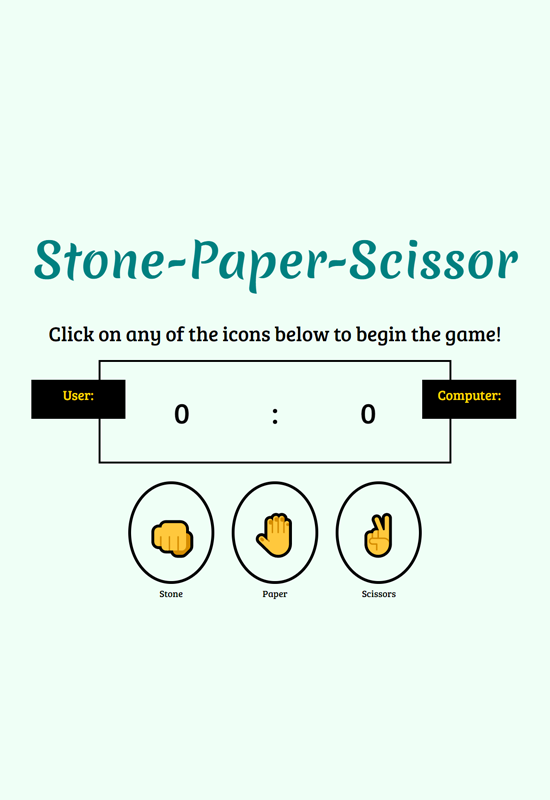 Stone-Paper-Scissor
Click on any of the icons below to begin the game!
User:
Computer:
0 : 0
Stone Paper Scissors